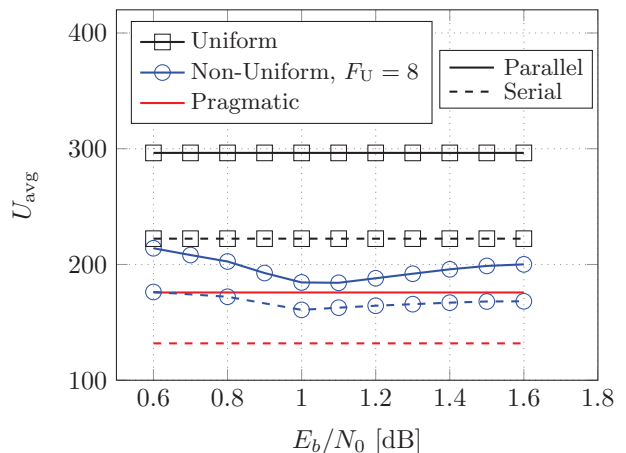 400
300
200
100
U_avg
Uniform
Non-Uniform, F_U = 8
Pragmatic
Parallel
Serial
0.6 0.8 1 1.2 1.4 1.6 1.8
E_b/N_0 [dB]